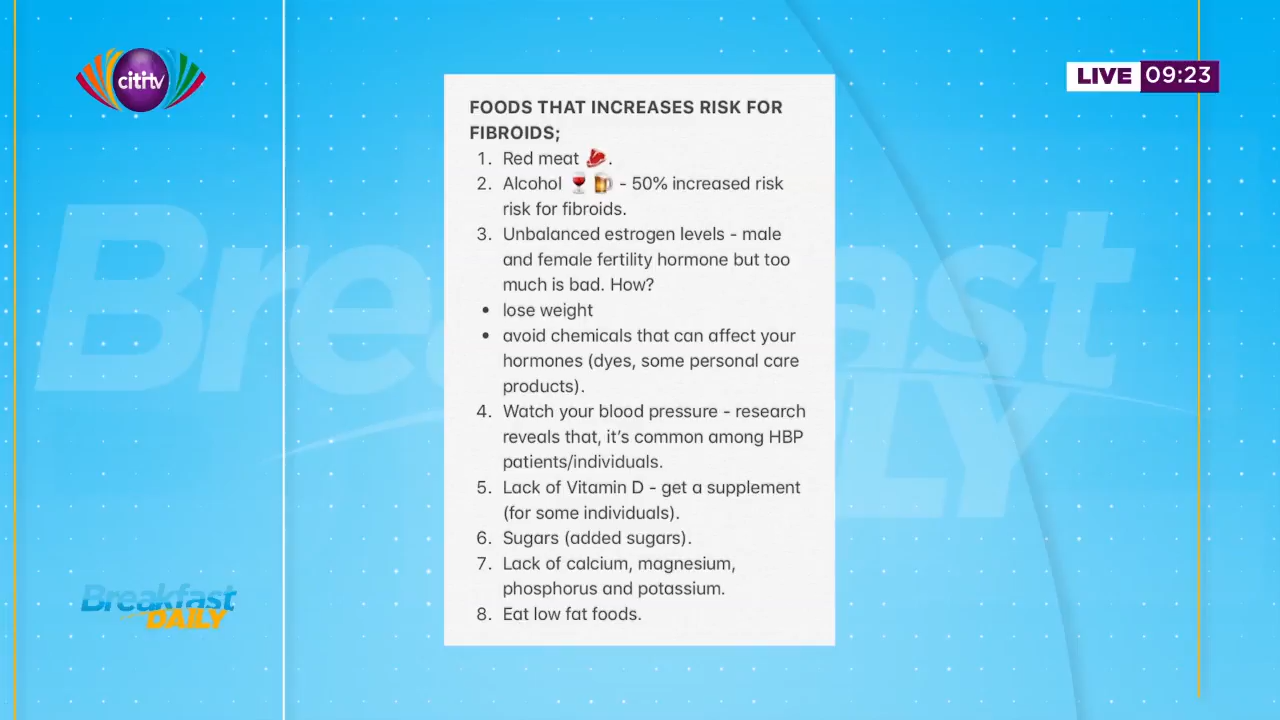 citi tv
LIVE 09:23
FOODS THAT INCREASES RISK FOR
FIBROIDS;
1. Red meat 🥩.
2. Alcohol 🍷 🍺 - 50% increased risk
risk for fibroids.
3. Unbalanced estrogen levels - male
and female fertility hormone but too
much is bad. How?
• lose weight
• avoid chemicals that can affect your
hormones (dyes, some personal care
products).
4. Watch your blood pressure - research
reveals that, it’s common among HBP
patients/individuals.
5. Lack of Vitamin D - get a supplement
(for some individuals).
6. Sugars (added sugars).
7. Lack of calcium, magnesium,
phosphorus and potassium.
8. Eat low fat foods.
Breakfast
DAILY
Breakfast
DAILY